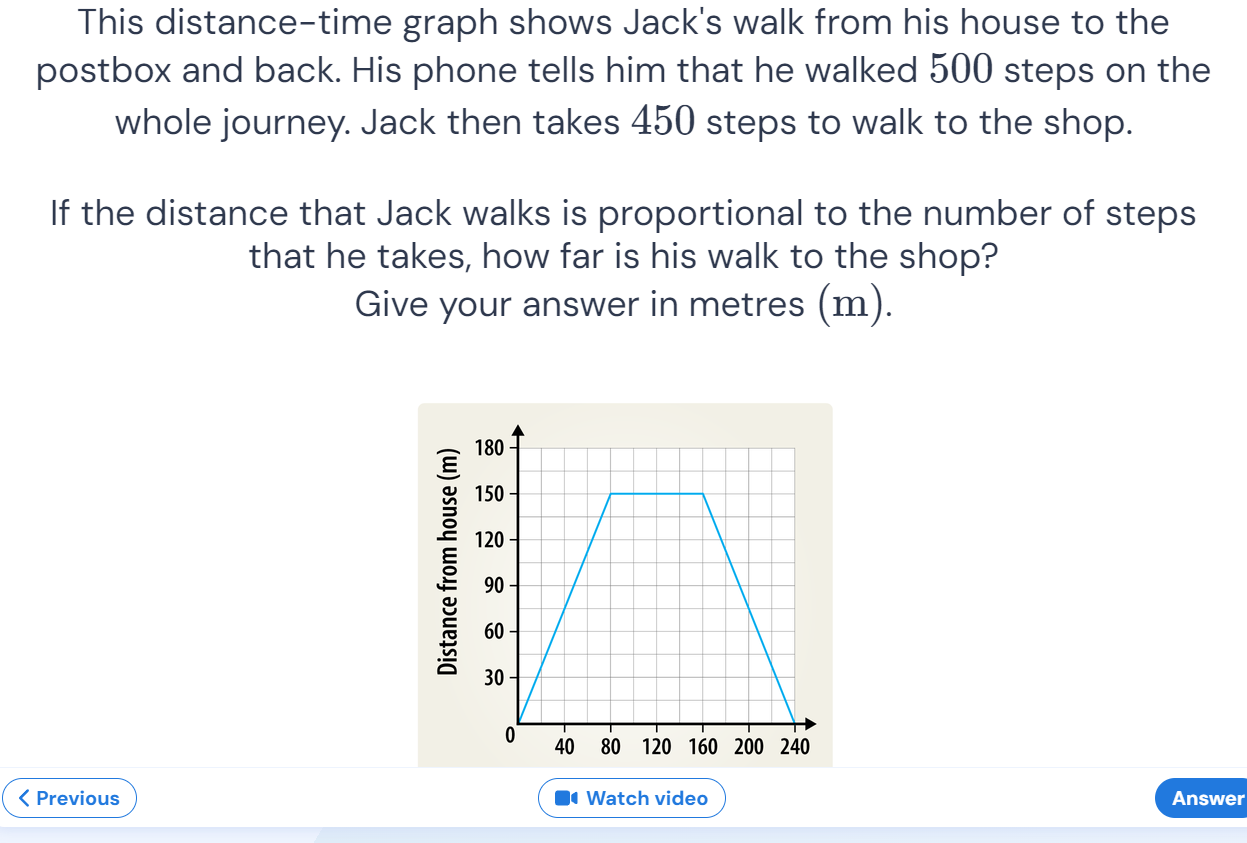 This distance-time graph shows Jack's walk from his house to the
postbox and back. His phone tells him that he walked 500 steps on the
whole journey. Jack then takes 450 steps to walk to the shop.
If the distance that Jack walks is proportional to the number of steps
that he takes, how far is his walk to the shop?
Give your answer in metres (m).
Distance from house (m)
180
150
120
90
60
30
0
40 80 120 160 200 240
Previous
Watch video
Answer